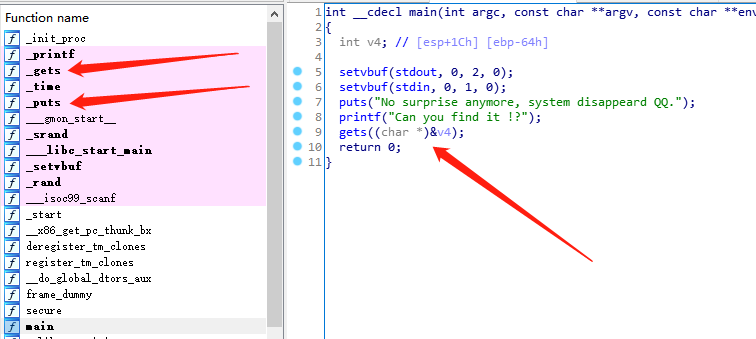 Function name
f _init_proc
f _printf
f _gets
f _time
f _puts
f ___gmon_start__
f _srand
f ___libc_start_main
f _setvbuf
f _rand
f ___isoc99_scanf
f _start
f __x86_get_pc_thunk_bx
f deregister_tm_clones
f register_tm_clones
f __do_global_dtors_aux
f frame_dummy
f secure
f main
1 int __cdecl main(int argc, const char **argv, const char **env
2 {
3 int v4; // [esp+1Ch] [ebp-64h]
4
5 setvbuf(stdout, 0, 2, 0);
6 setvbuf(stdin, 0, 1, 0);
7 puts("No surprise anymore, system disappeard QQ.");
8 printf("Can you find it !?");
9 gets((char *)&v4);
10 return 0;
11 }